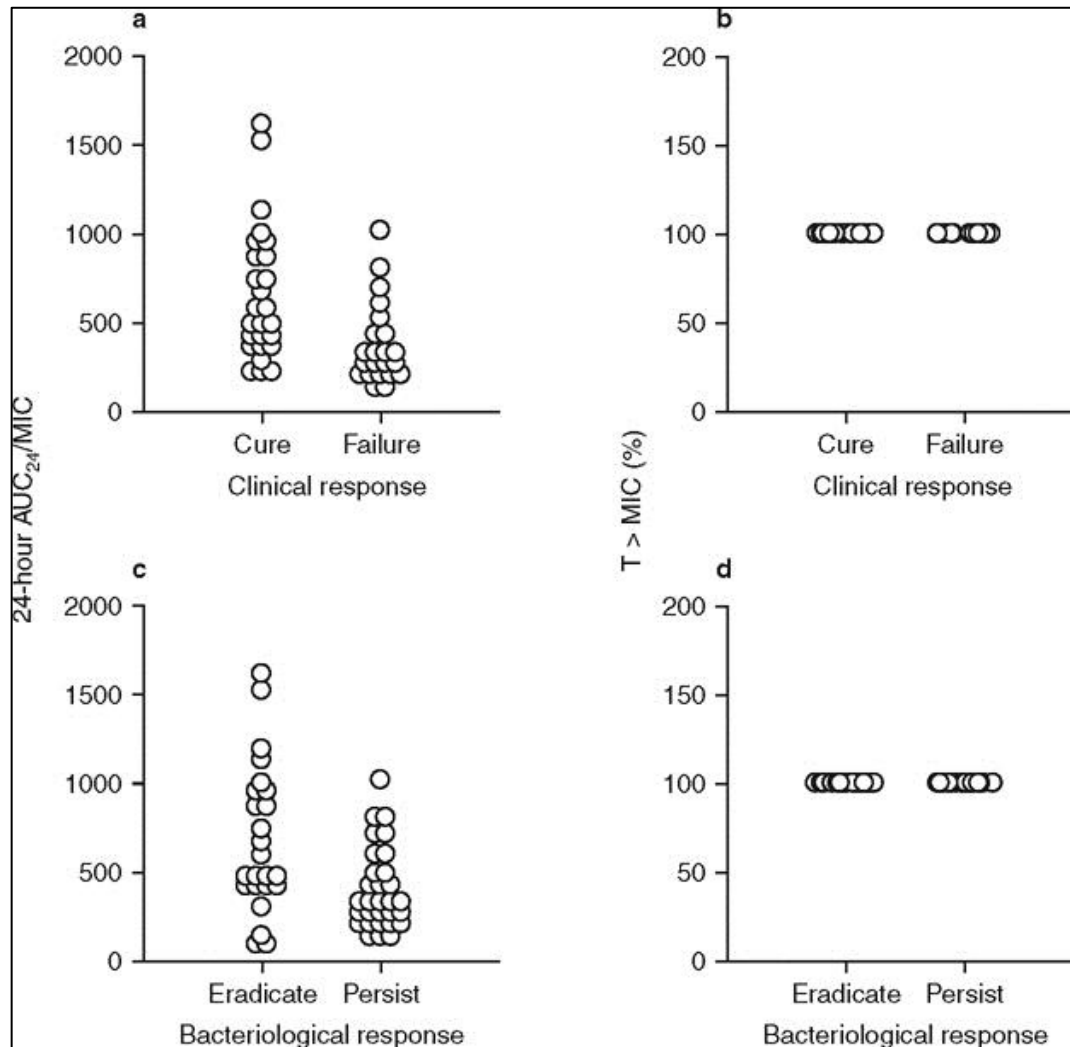 a
2000
1500
1000
500
0
Cure Failure
Clinical response
b
200
150
100
50
0
Cure Failure
Clinical response
24-hour AUC24/MIC
T > MIC (%)
c
2000
1500
1000
500
0
Eradicate Persist
Bacteriological response
d
200
150
100
50
0
Eradicate Persist
Bacteriological response